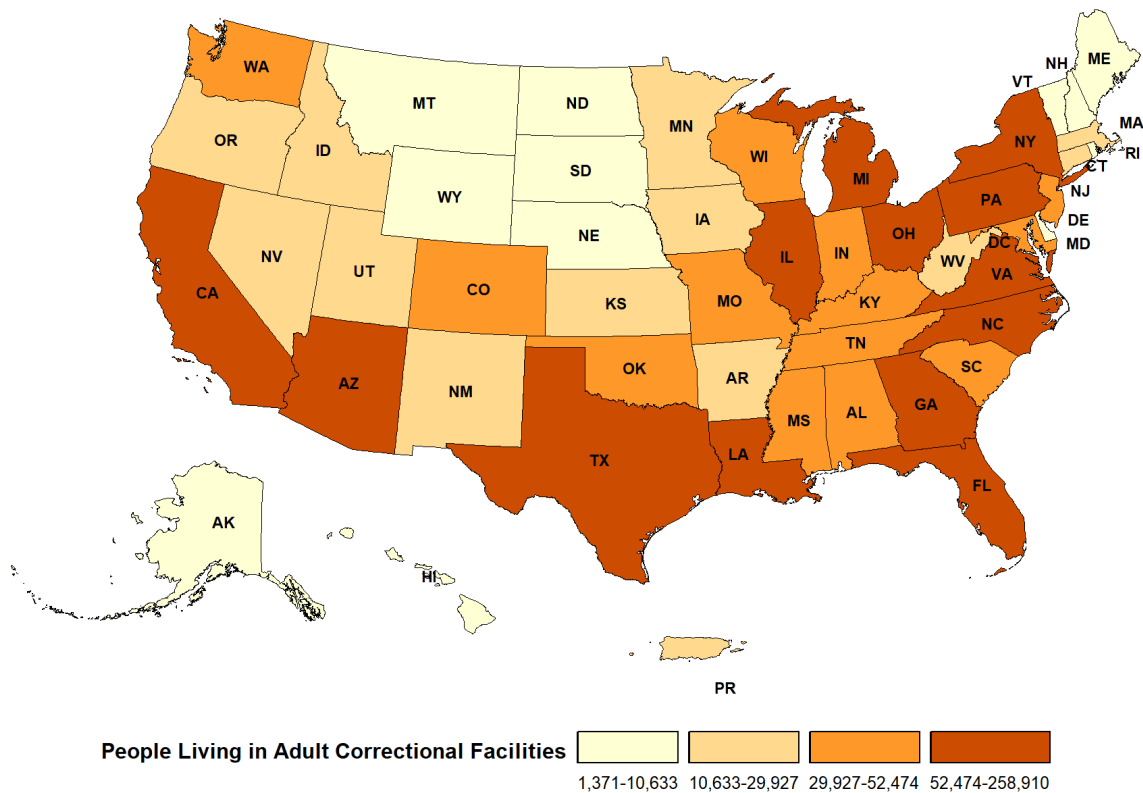 WA
MT
ND
MN
ME
NH
VT
MA
RI
CT
NY
OR
ID
SD
WI
MI
WY
NJ
PA
DE
MD
IA
NE
OH
DC
IL
IN
WV
VA
NV
UT
CO
CA
KS
MO
KY
NC
TN
OK
AZ
NM
AR
SC
MS
AL
GA
LA
TX
FL
AK
HI
PR
People Living in Adult Correctional Facilities
1,371-10,633
10,633-29,927
29,927-52,474
52,474-258,910